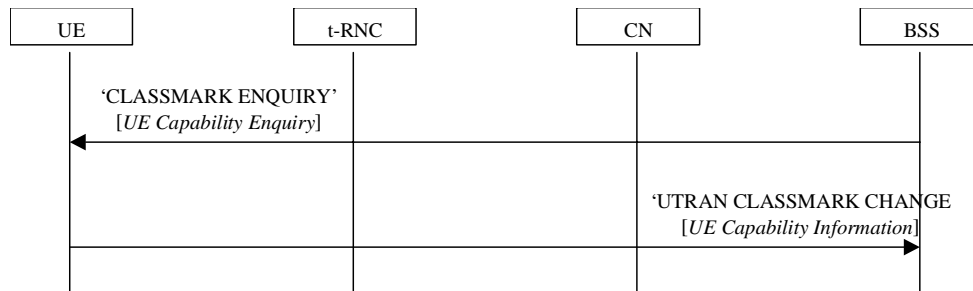 UE t-RNC CN BSS
‘CLASSMARK ENQUIRY’
[UE Capability Enquiry]
‘UTRAN CLASSMARK CHANGE
[UE Capability Information]